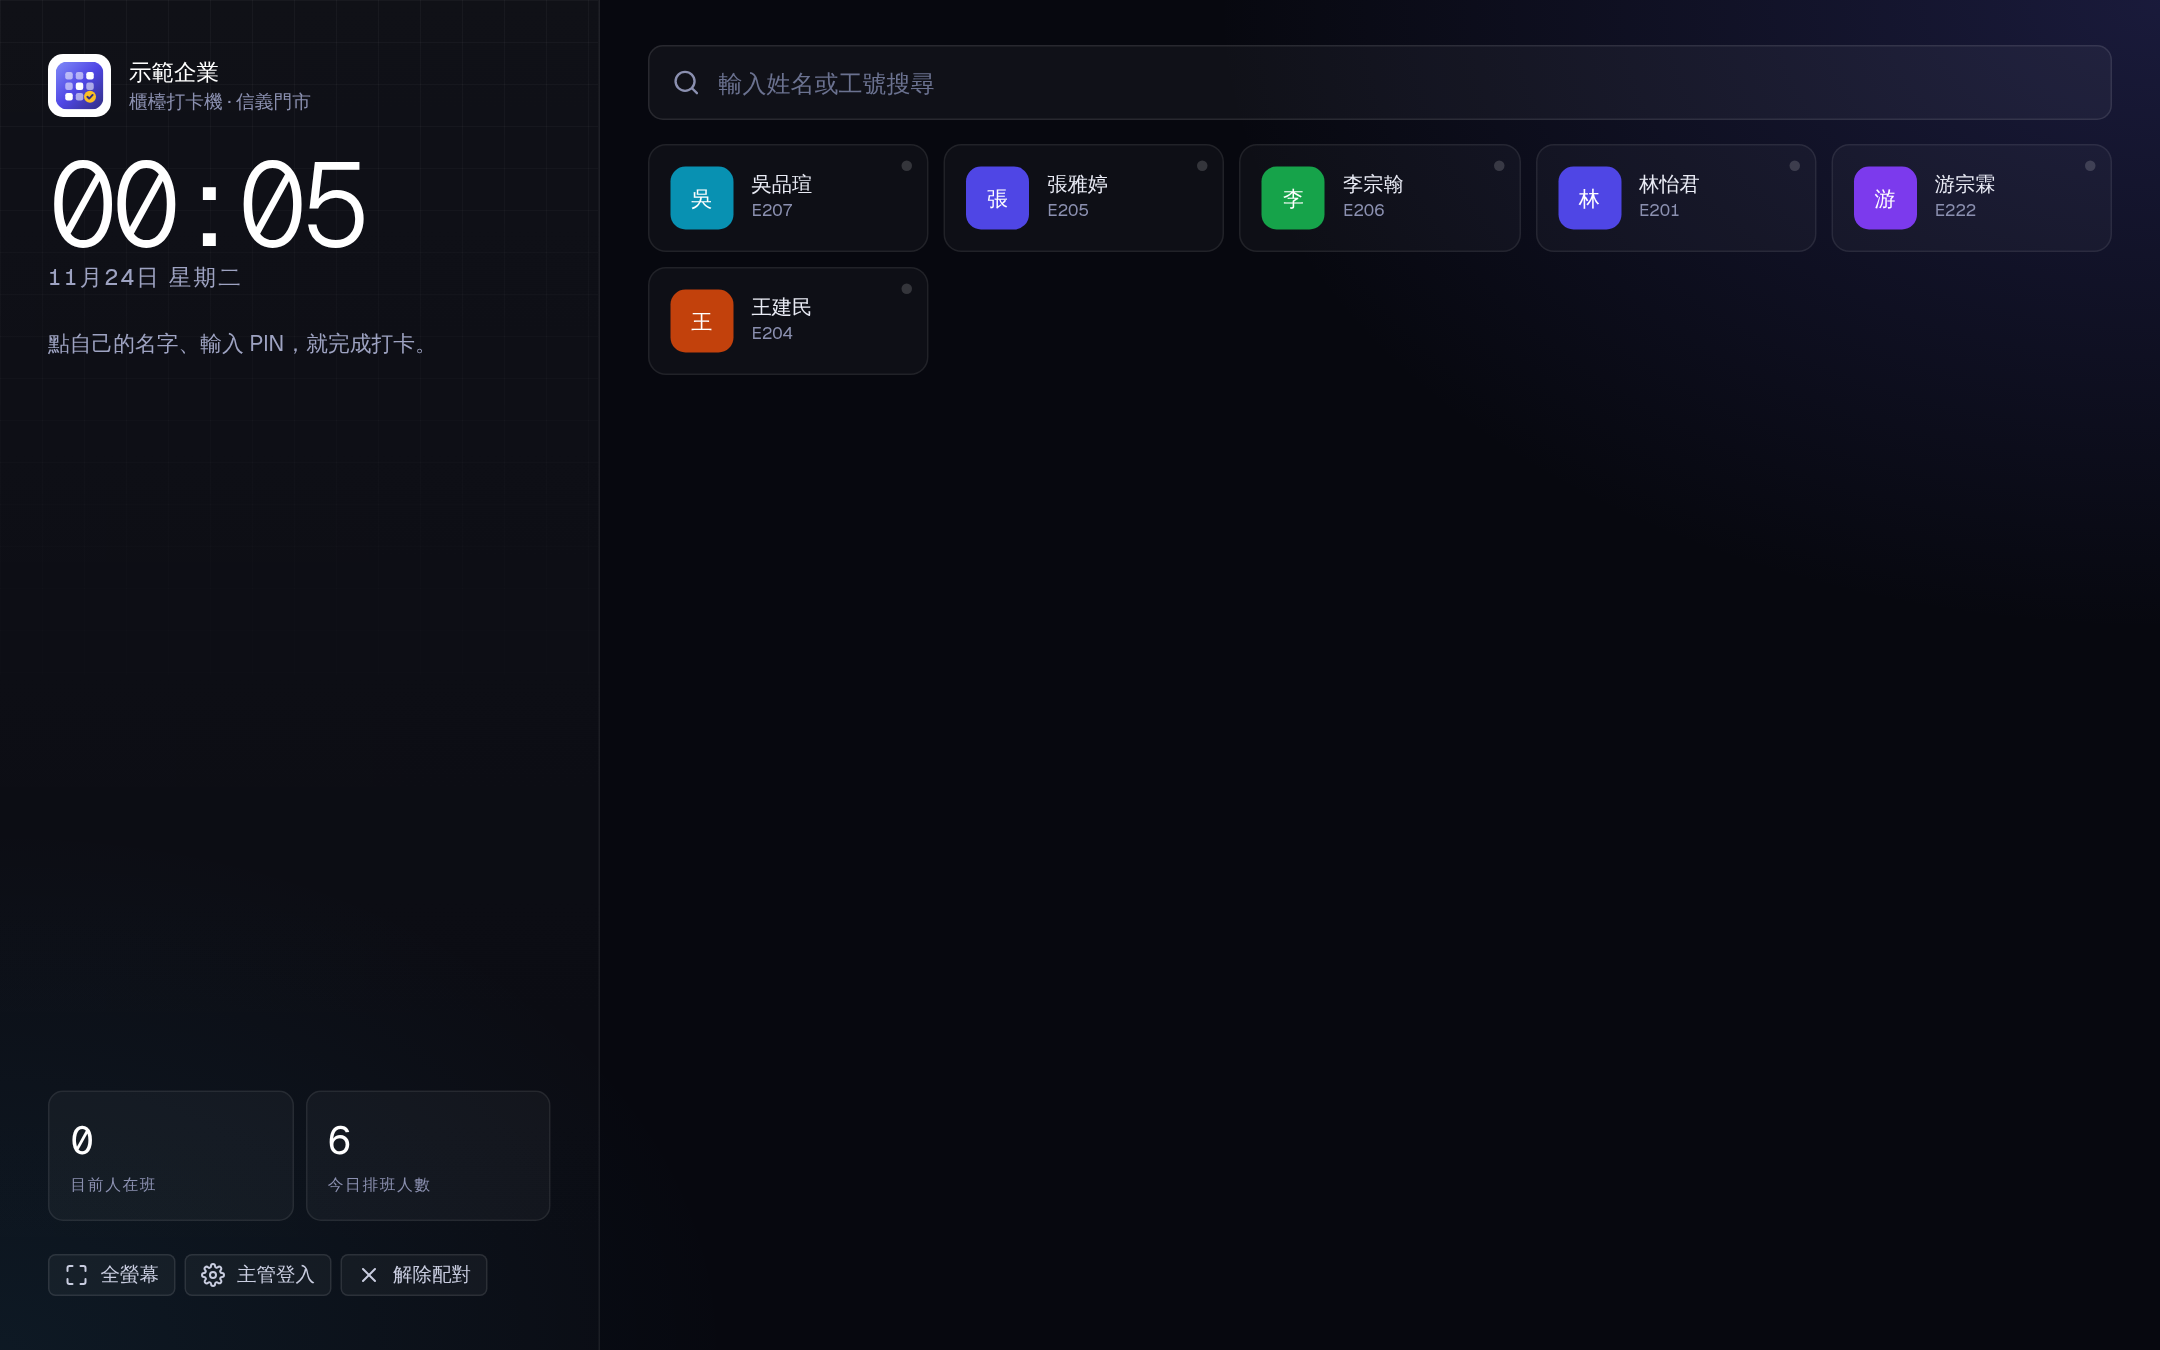 示範企業
櫃檯打卡機 · 信義門市
00:05
11月24日 星期二
點自己的名字、輸入 PIN，就完成打卡。
0
目前人在班
6
今日排班人數
全螢幕
主管登入
解除配對
輸入姓名或工號搜尋
吳
吳品瑄
E207
張
張雅婷
E205
李
李宗翰
E206
林
林怡君
E201
游
游宗霖
E222
王
王建民
E204